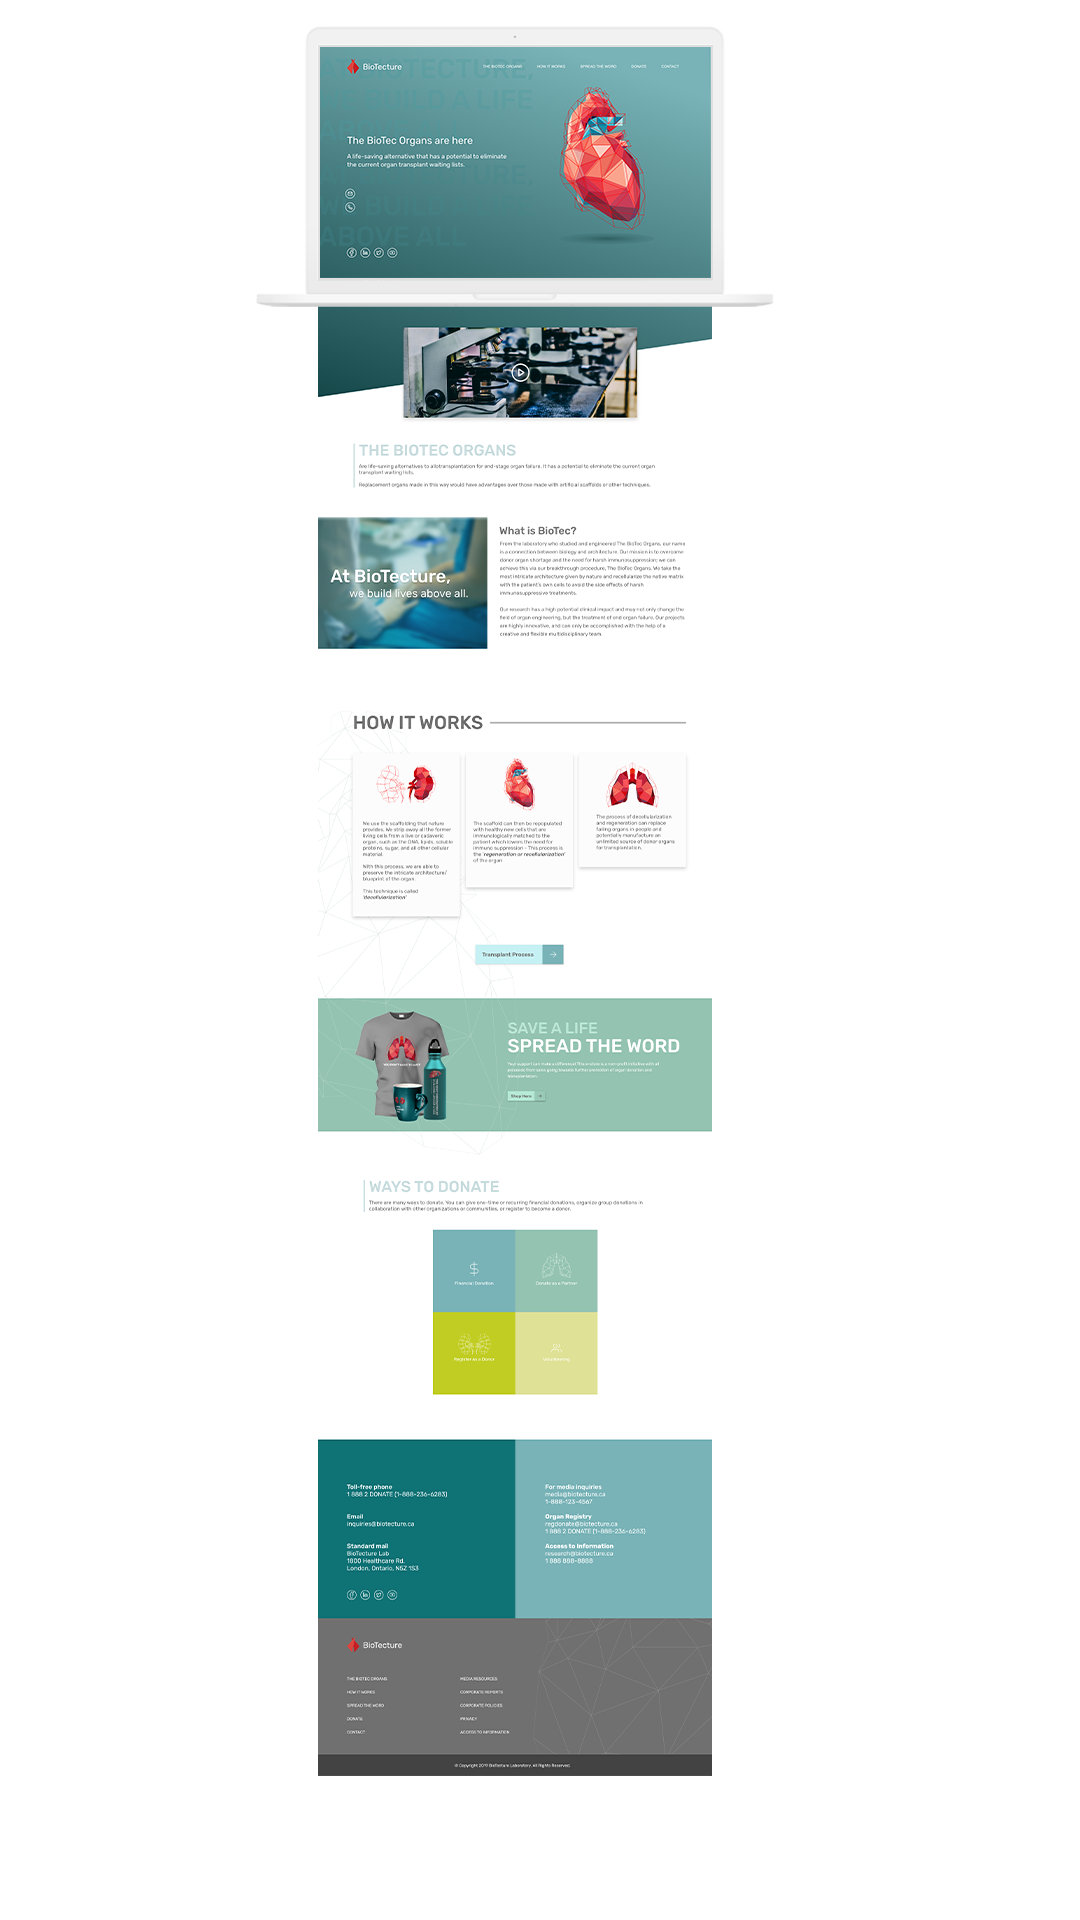 BioTecture
THE BIOTEC ORGANS
HOW IT WORKS
SPREAD THE WORD
DONATE
CONTACT
TECTURE,
A LIFE
The BioTec Organs are here
A life-saving alternative that has a potential to eliminate
the current organ transplant waiting lists.
ABOVE ALL
THE BIOTEC ORGANS
Are life-saving alternatives to allotransplantation for end-stage organ failure. It has a potential to eliminate the current organ
transplant waiting lists.
Replacement organs made in this way would have advantages over those made with artificial scaffolds or other techniques.
At BioTecture,
we build lives above all.
What is BioTec?
From the laboratory who studied and engineered The BioTec Organs, our name
is a connection between biology and architecture. Our mission is to overcome
donor organ shortage and the need for harsh immunosuppression; we can
achieve this via our breakthrough procedure, The BioTec Organs. We take the
most intricate architecture given by nature and recellularize the native matrix
with the patient's own cells to avoid the side effects of harsh
immunosuppressive treatments.
Our research has a high potential clinical impact and may not only change the
field of organ engineering, but the treatment of end organ failure. Our projects
are highly innovative, and can only be accomplished with the help of a
creative and flexible multidisciplinary team.
HOW IT WORKS
We use the scaffolding that nature
provides. We strip away all the former
living cells from a live or cadaveric
organ, such as the DNA, lipids, soluble
proteins, sugar, and all other cellular
material.
With this process, we are able to
preserve the intricate architecture/
blueprint of the organ.
This technique is called
'decellularization'
The scaffold can then be repopulated
with healthy new cells that are
immunologically matched to the
patient which lowers the need for
immuno suppression - This process is
the 'regeneration or recellularization'
of the organ.
The process of decellularization
and regeneration can replace
failing organs in people and
potentially manufacture an
unlimited source of donor organs
for transplantation.
Transplant Process
SAVE A LIFE
SPREAD THE WORD
Shop Here
WAYS TO DONATE
There are many ways to donate. You can give one-time or recurring financial donations, organize group donations in
collaboration with other organizations or communities, or register to become a donor.
Financial Donation
Donate as a Partner
Register as a Donor
Volunteering
Toll-free phone
1 888 2 DONATE (1-888-236-6283)
Email
inquiries@biotecture.ca
Standard mail
BioTecture Lab
1800 Healthcare Rd.
London, Ontario, N5Z 1S3
For media inquiries
media@biotecture.ca
1-888-123-4567
Organ Registry
regdonate@biotecture.ca
1 888 2 DONATE (1-888-236-6283)
Access to Information
research@biotecture.ca
1 888 868-8888
BioTecture
THE BIOTEC ORGANS
HOW IT WORKS
SPREAD THE WORD
DONATE
CONTACT
MEDIA RESOURCES
CORPORATE REPORTS
CORPORATE POLICIES
PRIVACY
ACCESS TO INFORMATION
© Copyright 2019 BioTecture Laboratory. All Rights Reserved.